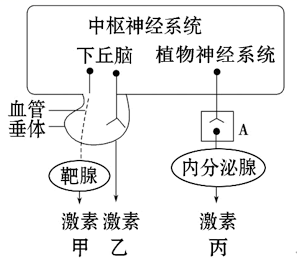 中枢神经系统
下丘脑 植物神经系统
血管
垂体
A
靶腺 内分泌腺
激素 激素 激素
甲 乙 丙